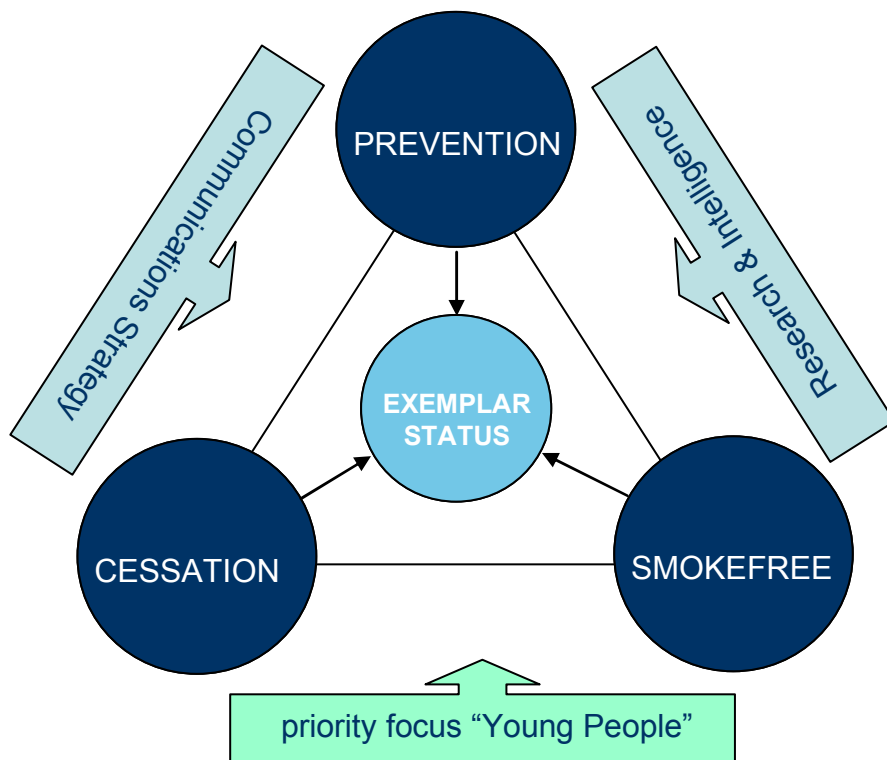 PREVENTION
Communications Strategy
Research & Intelligence
EXEMPLAR
STATUS
CESSATION
SMOKEFREE
priority focus “Young People”